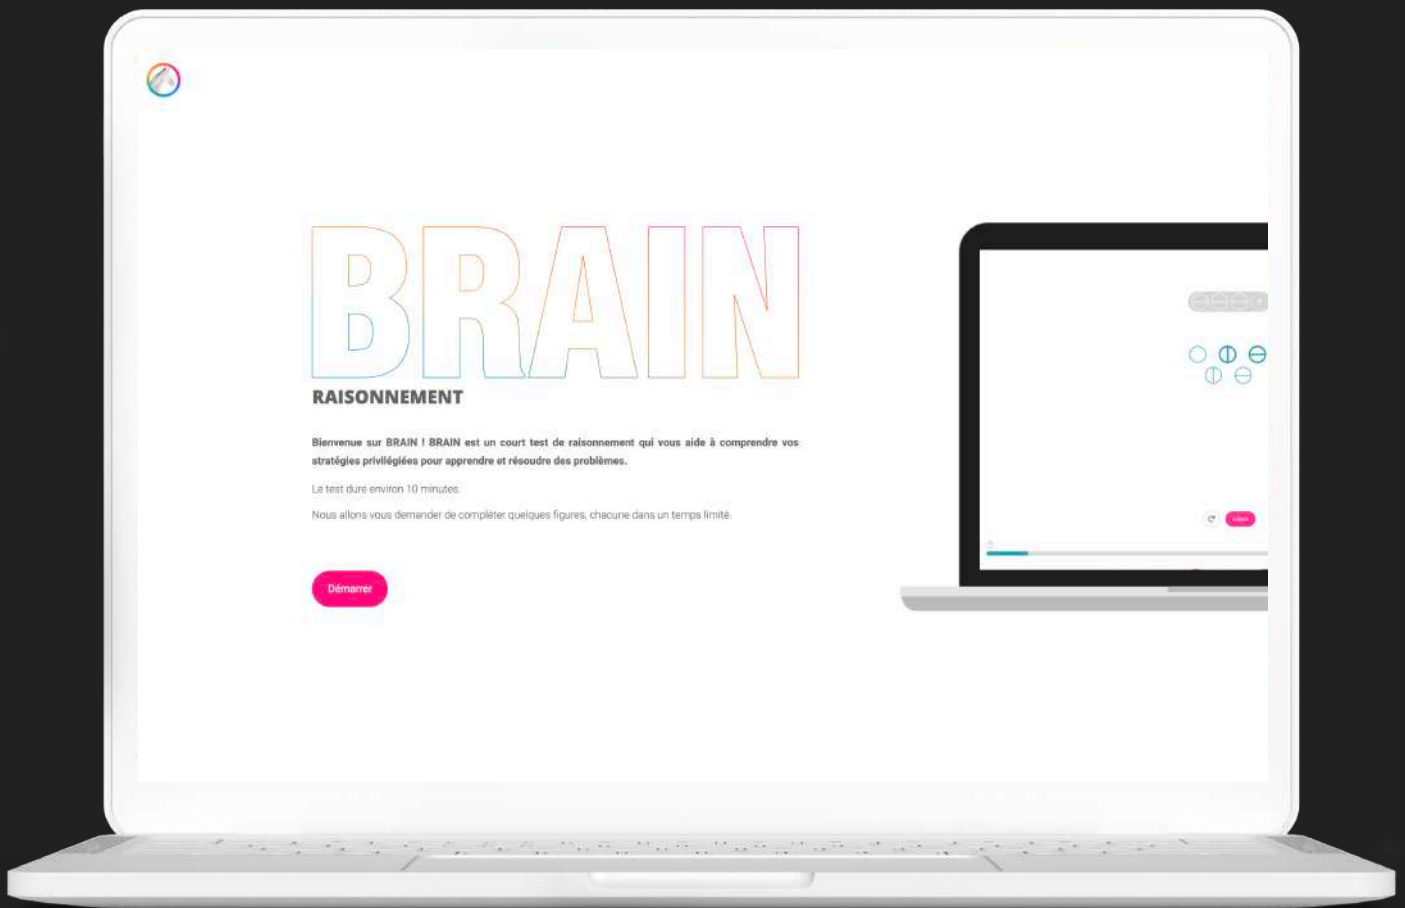 BRAIN
RAISONNEMENT
Bienvenue sur BRAIN ! BRAIN est un court test de raisonnement qui vous aide à comprendre vos
stratégies privilégiées pour apprendre et résoudre des problèmes.
Le test dure environ 10 minutes.
Nous allons vous demander de compléter quelques figures, chacune dans un temps limité.
Démarrer